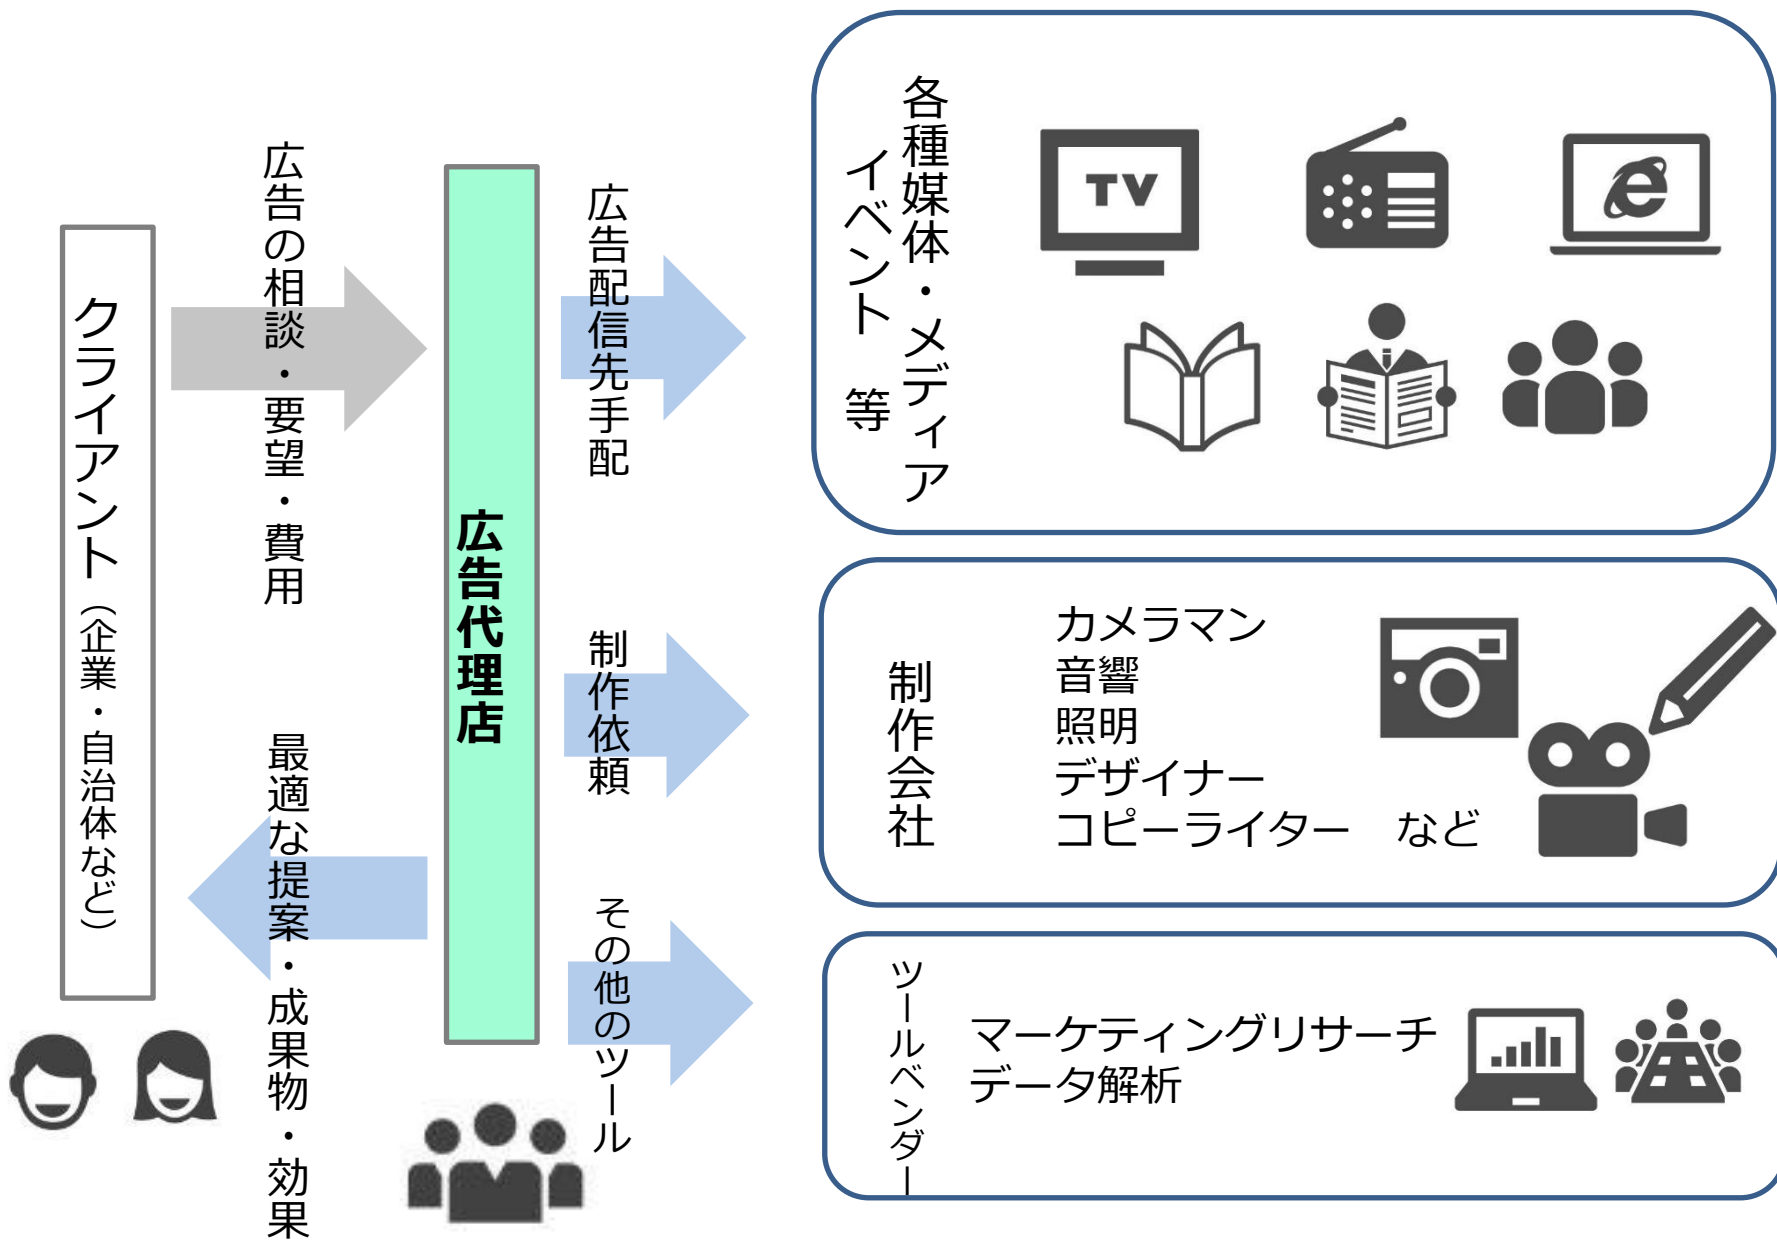 クライアント（企業・自治体など）
広告の相談・要望・費用
最適な提案・成果物・効果
広告代理店
広告配信先手配
制作依頼
その他のツール
各種媒体・メディア
イベント　等
TV
e
制作会社
カメラマン
音響
照明
デザイナー
コピーライター　など
ツールベンダー
マーケティングリサーチ
データ解析